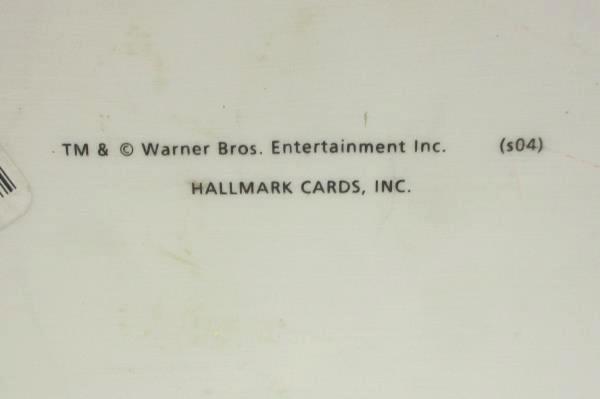 TM & © Warner Bros. Entertainment Inc. (s04)
HALLMARK CARDS, INC.